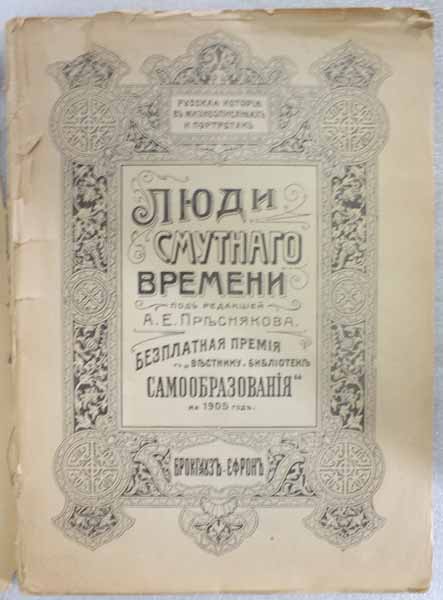 РУССКАЯ ИСТОРІЯ
ВЪ ЖИЗНЕОПИСАНІЯХЪ
И ПОРТРЕТАХЪ
ЛЮДИ
СМУТНАГО
ВРЕМЕНИ
ПОДЪ РЕДАКЦІЕЙ
А.Е.ПРѢСНЯКОВА.
БЕЗПЛАТНАЯ ПРЕМІЯ
КЪ „ВѢСТНИКУ И БИБЛІОТЕКѢ
САМООБРАЗОВАНІЯ“
НА 1905 ГОДЪ.
БРОКГАУЗЪ-ЕФРОНЪ